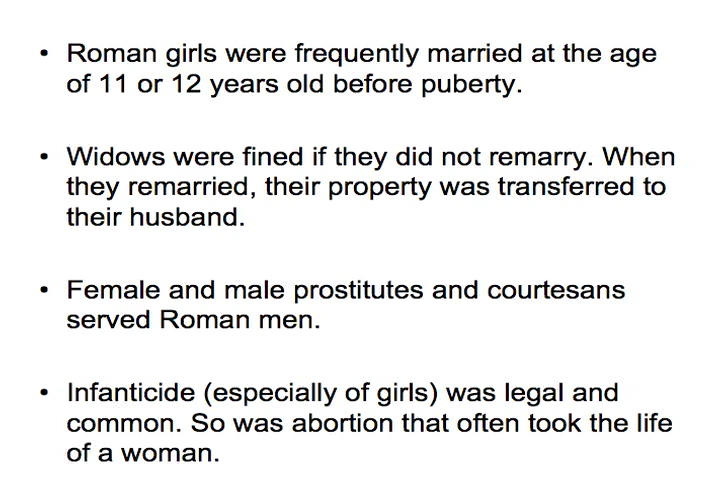 • Roman girls were frequently married at the age
of 11 or 12 years old before puberty.
• Widows were fined if they did not remarry. When
they remarried, their property was transferred to
their husband.
• Female and male prostitutes and courtesans
served Roman men.
• Infanticide (especially of girls) was legal and
common. So was abortion that often took the life
of a woman.